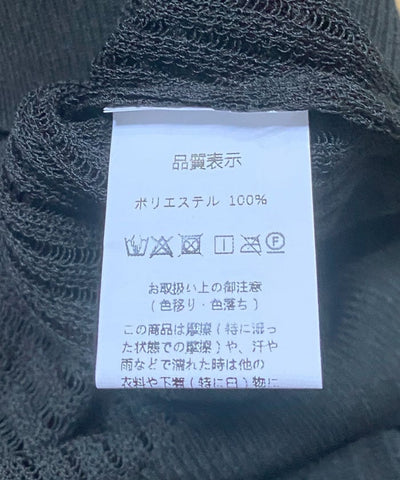 品質表示
ポリエステル 100%
お取扱い上の御注意
(色移り・色落ち)
この商品は摩擦(特に湿っ
た状態での摩擦)や、汗や
雨などで濡れた時は他の
衣料や下着(特に白)物に